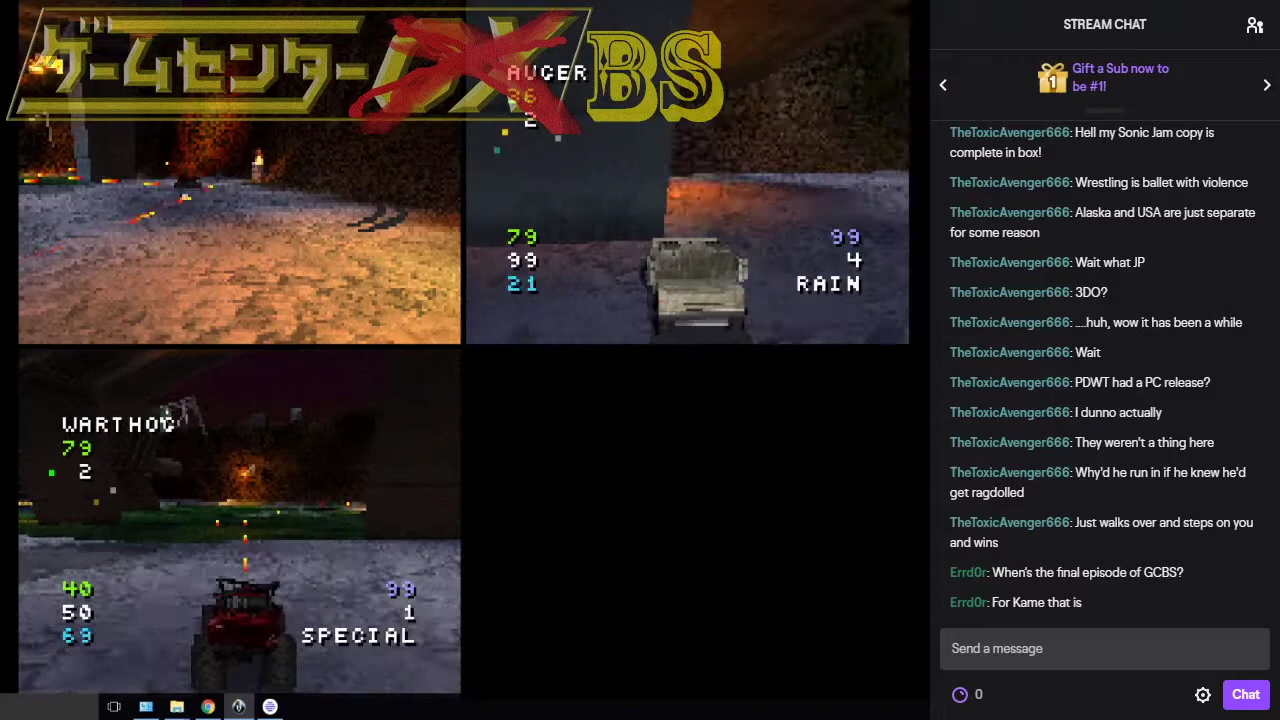 ゲームセンターDX BS
AUGER
36
2
79
99
21
99
4
RAIN
WARTHOG
79
2
40
50
69
99
1
SPECIAL
STREAM CHAT
1
Gift a Sub now to
be #1!
TheToxicAvenger666: Hell my Sonic Jam copy is
complete in box!
TheToxicAvenger666: Wrestling is ballet with violence
TheToxicAvenger666: Alaska and USA are just separate
for some reason
TheToxicAvenger666: Wait what JP
TheToxicAvenger666: 3DO?
TheToxicAvenger666: ....huh, wow it has been a while
TheToxicAvenger666: Wait
TheToxicAvenger666: PDWT had a PC release?
TheToxicAvenger666: I dunno actually
TheToxicAvenger666: They weren't a thing here
TheToxicAvenger666: Why'd he run in if he knew he'd
get ragdolled
TheToxicAvenger666: Just walks over and steps on you
and wins
Errd0r: When's the final episode of GCBS?
Errd0r: For Kame that is
Send a message
0
Chat